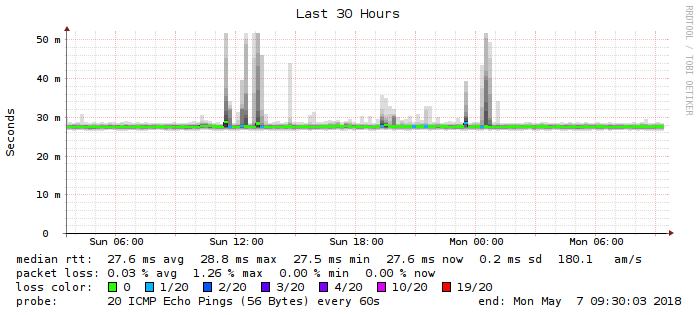 Last 30 Hours
RRDTOOL / TOBI OETIKER
Seconds
50 m
40 m
30 m
20 m
10 m
0
Sun 06:00 Sun 12:00 Sun 18:00 Mon 00:00 Mon 06:00
median rtt: 27.6 ms avg 28.8 ms max 27.5 ms min 27.6 ms now 0.2 ms sd 180.1 am/s
packet loss: 0.03 % avg 1.26 % max 0.00 % min 0.00 % now
loss color: 0 1/20 2/20 3/20 4/20 10/20 19/20
probe: 20 ICMP Echo Pings (56 Bytes) every 60s end: Mon May 7 09:30:03 2018